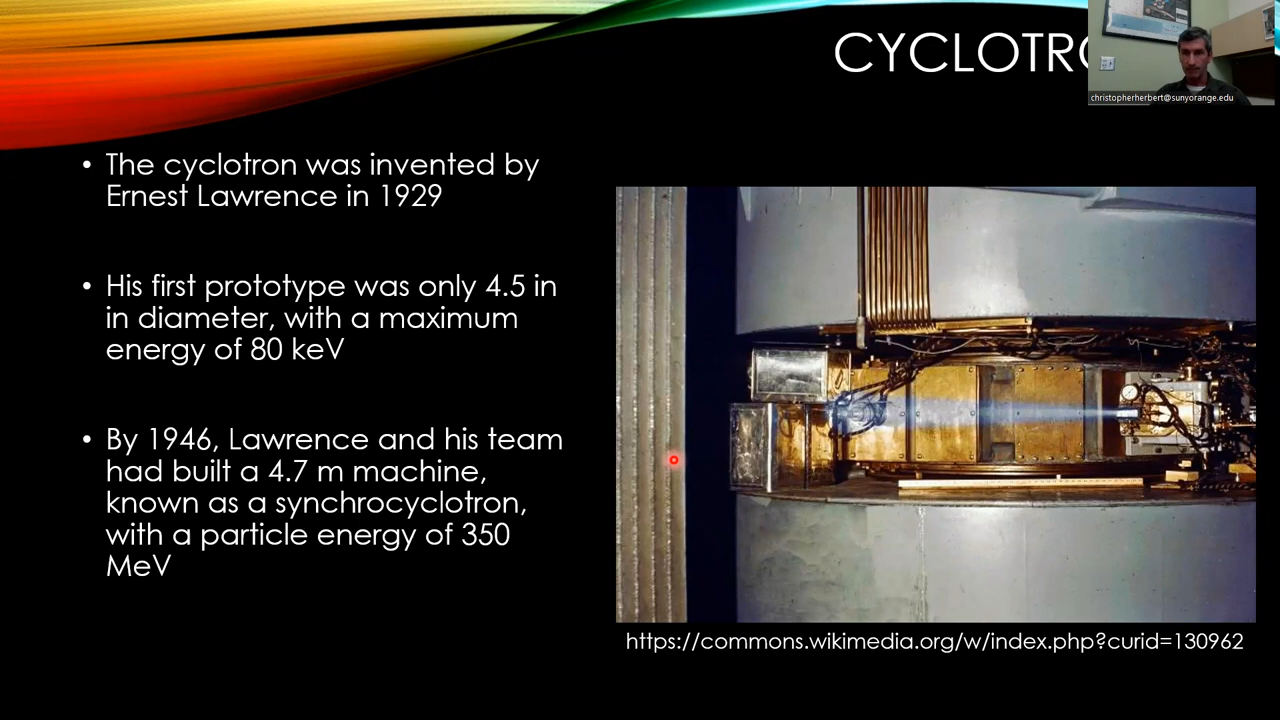 CYCLOTRO
christopherherbert@sunyorange.edu
• The cyclotron was invented by
Ernest Lawrence in 1929
• His first prototype was only 4.5 in
in diameter, with a maximum
energy of 80 keV
• By 1946, Lawrence and his team
had built a 4.7 m machine,
known as a synchrocyclotron,
with a particle energy of 350
MeV
https://commons.wikimedia.org/w/index.php?curid=130962